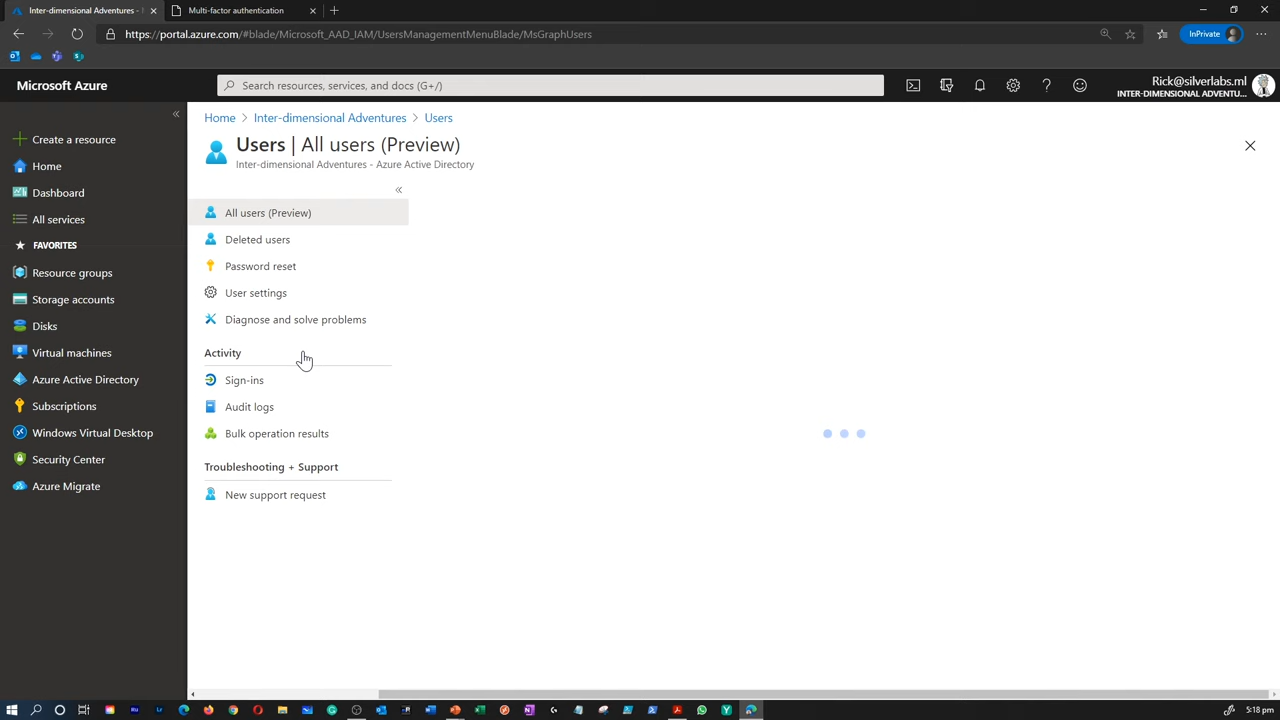 Inter-dimensional Adventures -
Multi-factor authentication
https://portal.azure.com/#blade/Microsoft_AAD_IAM/UsersManagementMenuBlade/MsGraphUsers
InPrivate
Microsoft Azure
Search resources, services, and docs (G+/)
Rick@silverlabs.ml
INTER-DIMENSIONAL ADVENTU...
Create a resource
Home
Dashboard
All services
FAVORITES
Resource groups
Storage accounts
Disks
Virtual machines
Azure Active Directory
Subscriptions
Windows Virtual Desktop
Security Center
Azure Migrate
Home > Inter-dimensional Adventures > Users
Users | All users (Preview)
Inter-dimensional Adventures - Azure Active Directory
All users (Preview)
Deleted users
Password reset
User settings
Diagnose and solve problems
Activity
Sign-ins
Audit logs
Bulk operation results
Troubleshooting + Support
New support request
5:18 pm